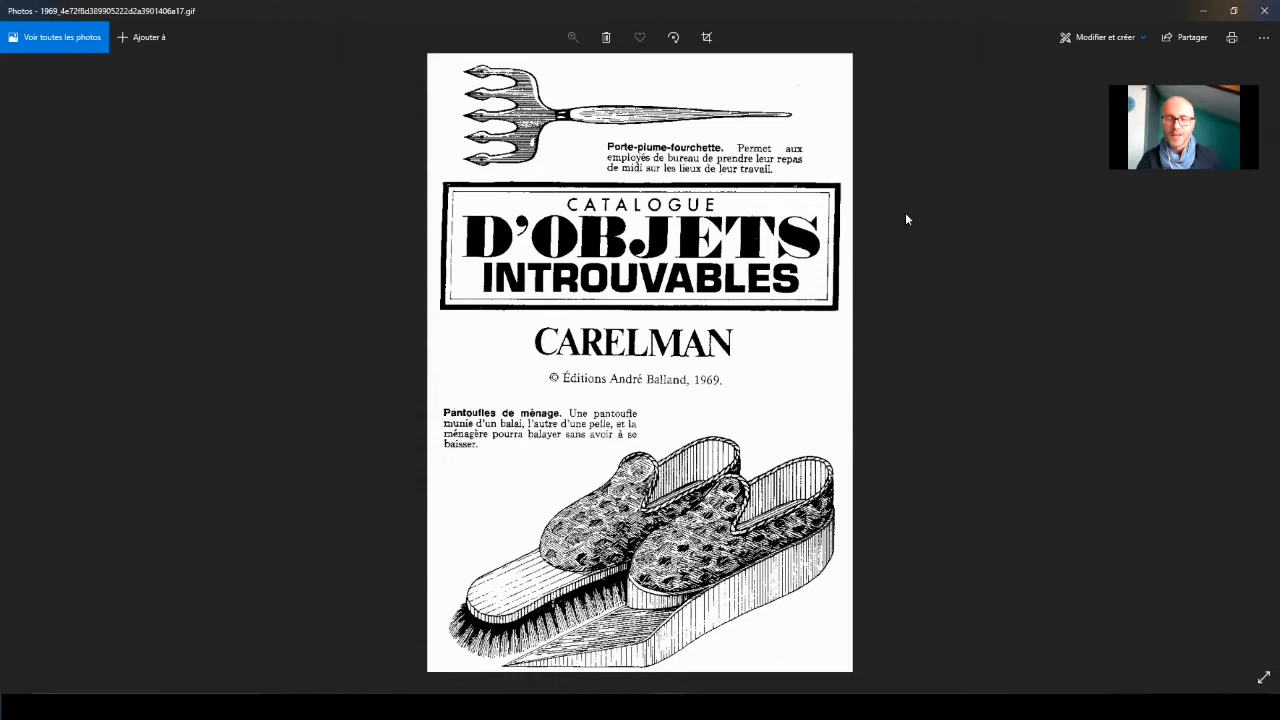 Photos - 1969_4e72f8d389905222d2a3901406a17.gif
Voir toutes les photos
Ajouter à
Modifier et créer
Partager
Porte-plume-fourchette. Permet aux
employés de bureau de prendre leur repas
de midi sur les lieux de leur travail.
CATALOGUE
D'OBJETS
INTROUVABLES
CARELMAN
© Éditions André Balland, 1969.
Pantoufles de ménage. Une pantoufle
munie d'un balai, l'autre d'une pelle, et la
ménagère pourra balayer sans avoir à se
baisser.